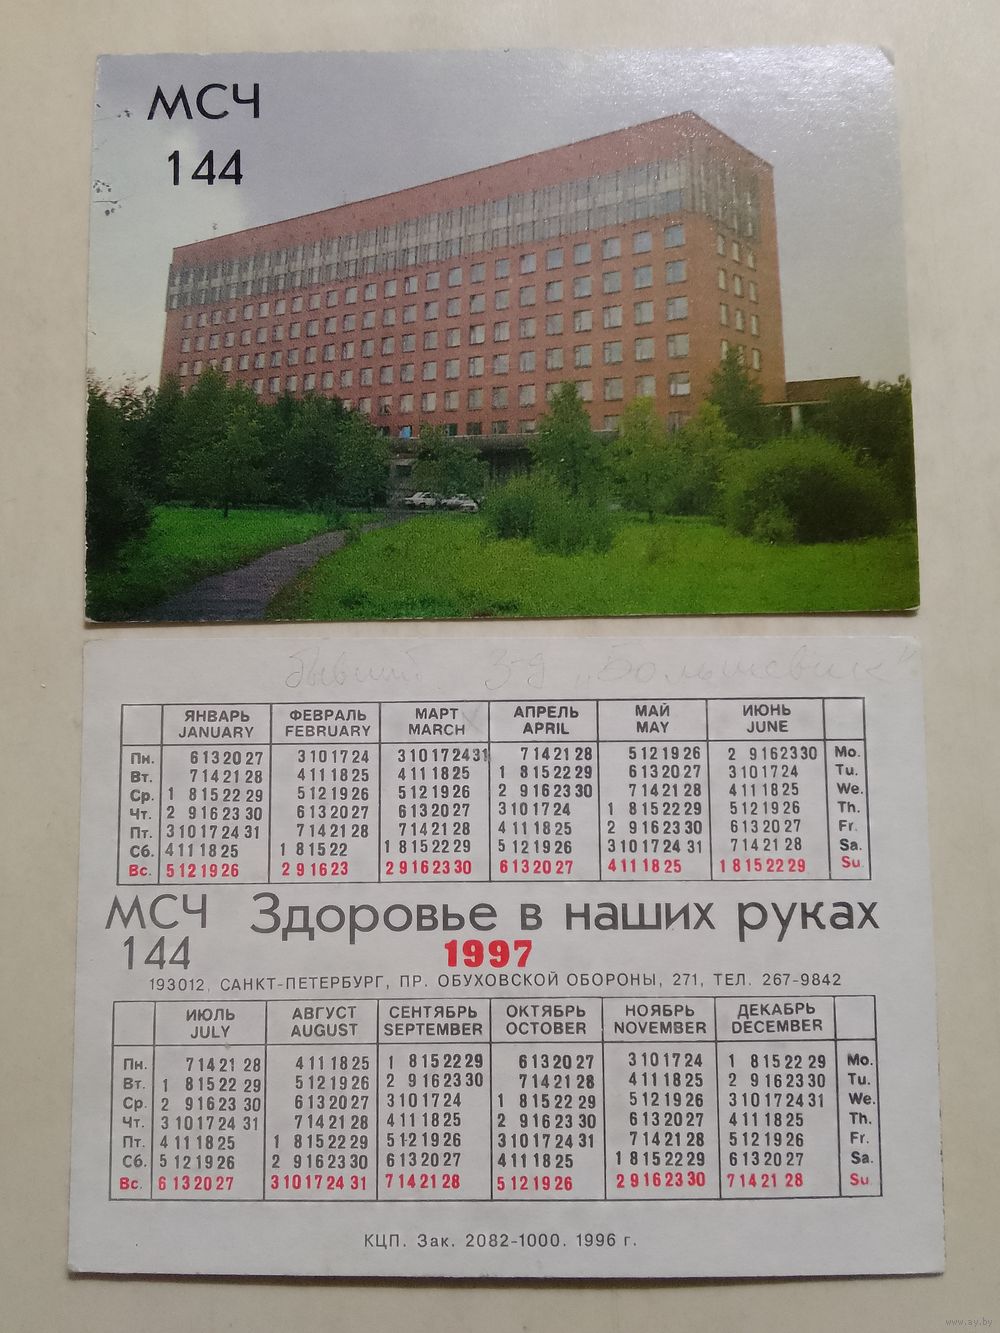 МСЧ
144
бывший з-д „Большевик"
ЯНВАРЬ ФЕВРАЛЬ МАРТ АПРЕЛЬ МАЙ ИЮНЬ
JANUARY FEBRUARY MARCH APRIL MAY JUNE
Пн. 6 13 20 27 3 10 17 24 3 10 17 24 31 7 14 21 28 5 12 19 26 2 9 16 23 30 Mo.
Вт. 7 14 21 28 4 11 18 25 4 11 18 25 1 8 15 22 29 6 13 20 27 3 10 17 24 Tu.
Ср. 1 8 15 22 29 5 12 19 26 5 12 19 26 2 9 16 23 30 7 14 21 28 4 11 18 25 We.
Чт. 2 9 16 23 30 6 13 20 27 6 13 20 27 3 10 17 24 1 8 15 22 29 5 12 19 26 Th.
Пт. 3 10 17 24 31 7 14 21 28 7 14 21 28 4 11 18 25 2 9 16 23 30 6 13 20 27 Fr.
Сб. 4 11 18 25 1 8 15 22 1 8 15 22 29 5 12 19 26 3 10 17 24 31 7 14 21 28 Sa.
Вс. 5 12 19 26 2 9 16 23 2 9 16 23 30 6 13 20 27 4 11 18 25 1 8 15 22 29 Su.
МСЧ Здоровье в наших руках
144 1997
193012, САНКТ-ПЕТЕРБУРГ, ПР. ОБУХОВСКОЙ ОБОРОНЫ, 271, ТЕЛ. 267-9842
ИЮЛЬ АВГУСТ СЕНТЯБРЬ ОКТЯБРЬ НОЯБРЬ ДЕКАБРЬ
JULY AUGUST SEPTEMBER OCTOBER NOVEMBER DECEMBER
Пн. 7 14 21 28 4 11 18 25 1 8 15 22 29 6 13 20 27 3 10 17 24 1 8 15 22 29 Mo.
Вт. 1 8 15 22 29 5 12 19 26 2 9 16 23 30 7 14 21 28 4 11 18 25 2 9 16 23 30 Tu.
Ср. 2 9 16 23 30 6 13 20 27 3 10 17 24 1 8 15 22 29 5 12 19 26 3 10 17 24 31 We.
Чт. 3 10 17 24 31 7 14 21 28 4 11 18 25 2 9 16 23 30 6 13 20 27 4 11 18 25 Th.
Пт. 4 11 18 25 1 8 15 22 29 5 12 19 26 3 10 17 24 31 7 14 21 28 5 12 19 26 Fr.
Сб. 5 12 19 26 2 9 16 23 30 6 13 20 27 4 11 18 25 1 8 15 22 29 6 13 20 27 Sa.
Вс. 6 13 20 27 3 10 17 24 31 7 14 21 28 5 12 19 26 2 9 16 23 30 7 14 21 28 Su.
КЦП. Зак. 2082-1000. 1996 г.
www.ay.by